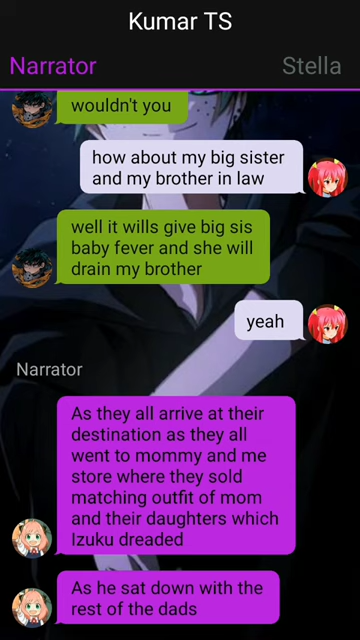 Kumar TS
Narrator
Stella
wouldn't you
how about my big sister
and my brother in law
well it wills give big sis
baby fever and she will
drain my brother
yeah
Narrator
As they all arrive at their
destination as they all
went to mommy and me
store where they sold
matching outfit of mom
and their daughters which
Izuku dreaded
As he sat down with the
rest of the dads